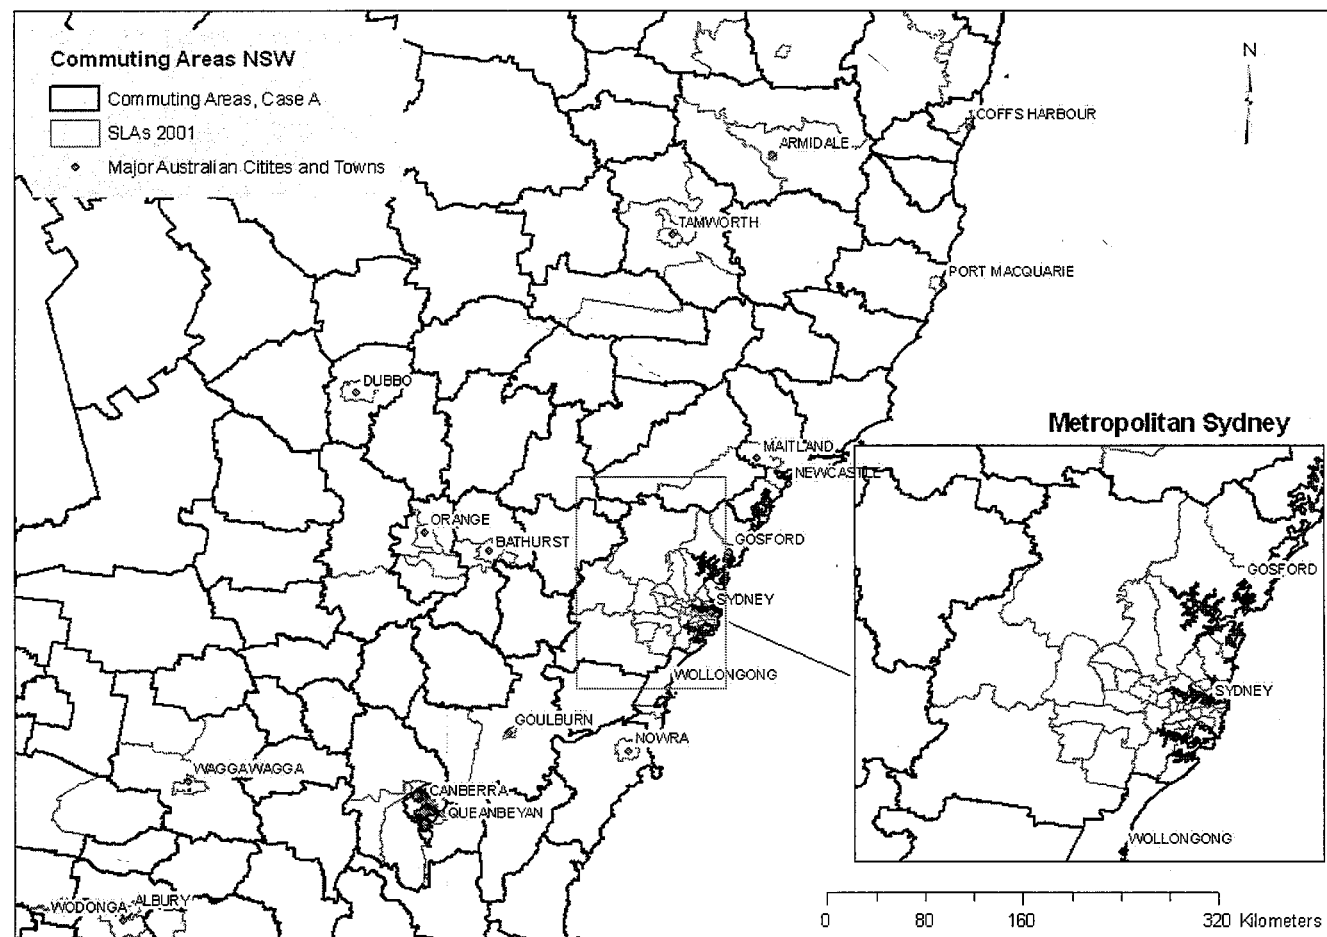 Commuting Areas NSW
Commuting Areas, Case A
SLAs 2001
Major Australian Citites and Towns
N
COFFS HARBOUR
ARMIDALE
TAMWORTH
PORT MACQUARIE
DUBBO
Metropolitan Sydney
MAITLAND
NEWCASTLE
ORANGE
BATHURST
GOSFORD
GOSFORD
SYDNEY
WOLLONGONG
SYDNEY
GOULBURN
NOWRA
WAGGA WAGGA
CANBERRA
QUEANBEYAN
WOLLONGONG
WODONGA
ALBURY
0 80 160 320 Kilometers